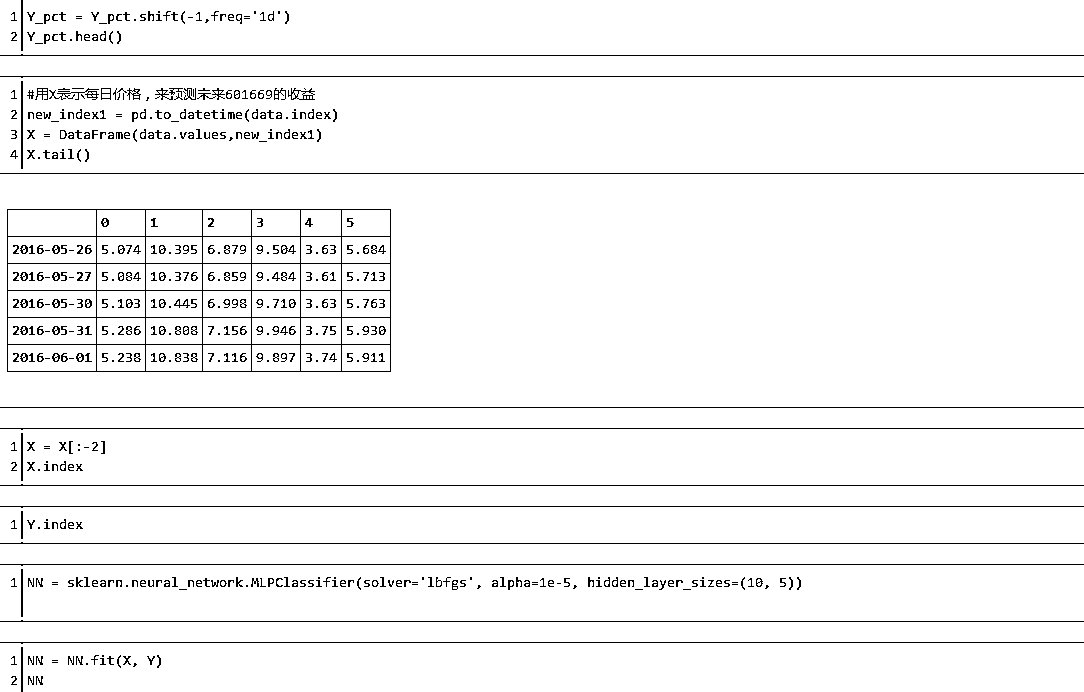 1 Y_pct = Y_pct.shift(-1,freq='1d')
2 Y_pct.head()
1 #用X表示每日价格，来预测未来601669的收益
2 new_index1 = pd.to_datetime(data.index)
3 X = DataFrame(data.values,new_index1)
4 X.tail()
0 1 2 3 4 5
2016-05-26 5.074 10.395 6.879 9.504 3.63 5.684
2016-05-27 5.084 10.376 6.859 9.484 3.61 5.713
2016-05-30 5.103 10.445 6.998 9.710 3.63 5.763
2016-05-31 5.286 10.808 7.156 9.946 3.75 5.930
2016-06-01 5.238 10.838 7.116 9.897 3.74 5.911
1 X = X[:-2]
2 X.index
1 Y.index
1 NN = sklearn.neural_network.MLPClassifier(solver='lbfgs', alpha=1e-5, hidden_layer_sizes=(10, 5))
1 NN = NN.fit(X, Y)
2 NN